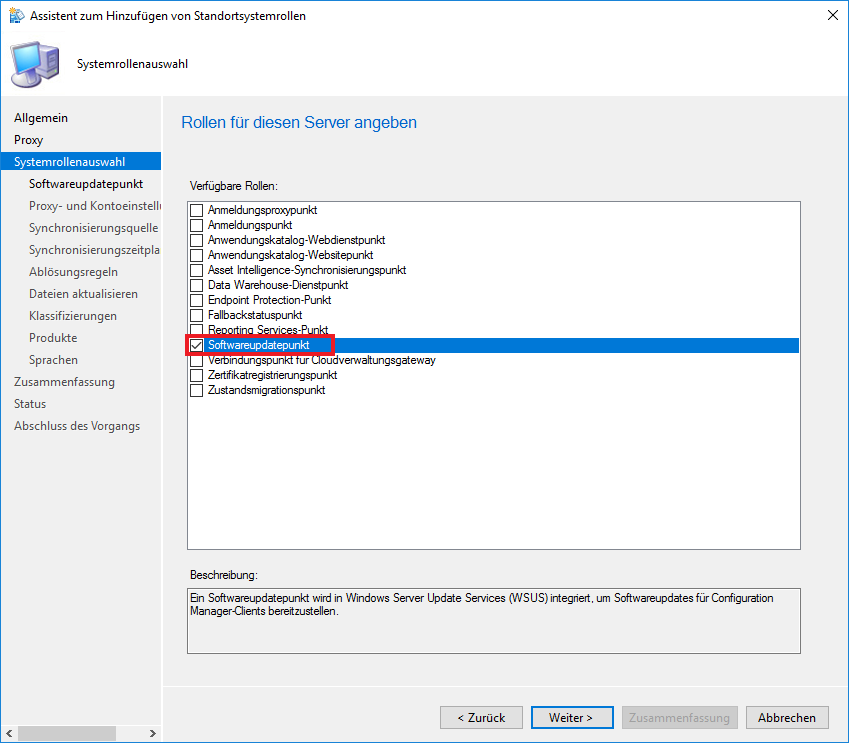 Assistent zum Hinzufügen von Standortsystemrollen
Systemrollenauswahl
Allgemein
Proxy
Systemrollenauswahl
Softwareupdatepunkt
Proxy- und Kontoeinstellu
Synchronisierungsquelle
Synchronisierungszeitpla
Ablösungsregeln
Dateien aktualisieren
Klassifizierungen
Produkte
Sprachen
Zusammenfassung
Status
Abschluss des Vorgangs
Rollen für diesen Server angeben
Verfügbare Rollen:
Anmeldungsproxypunkt
Anmeldungspunkt
Anwendungskatalog-Webdienstpunkt
Anwendungskatalog-Websitepunkt
Asset Intelligence-Synchronisierungspunkt
Data Warehouse-Dienstpunkt
Endpoint Protection-Punkt
Fallbackstatuspunkt
Reporting Services-Punkt
Softwareupdatepunkt
Verbindungspunkt für Cloudverwaltungsgateway
Zertifikatregistrierungspunkt
Zustandsmigrationspunkt
Beschreibung:
Ein Softwareupdatepunkt wird in Windows Server Update Services (WSUS) integriert, um Softwareupdates für Configuration
Manager-Clients bereitzustellen.
< Zurück
Weiter >
Zusammenfassung
Abbrechen